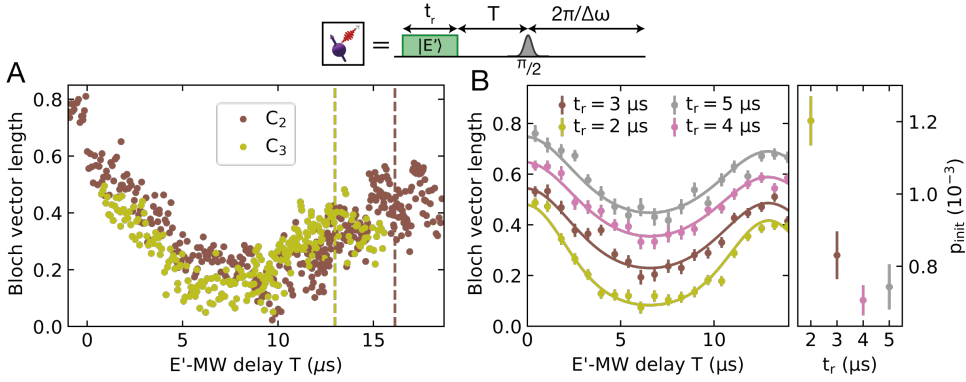 t_r T 2π/Δω
= |E'⟩
π/2
A
0.8
0.6
0.4
0.2
0.0
Bloch vector length
C_2
C_3
0 5 10 15
E'-MW delay T (μs)
B
0.8
0.6
0.4
0.2
0.0
Bloch vector length
t_r = 3 μs t_r = 5 μs
t_r = 2 μs t_r = 4 μs
0 5 10
E'-MW delay T (μs)
1.2
1.0
0.8
p_init (10^-3)
2 3 4 5
t_r (μs)